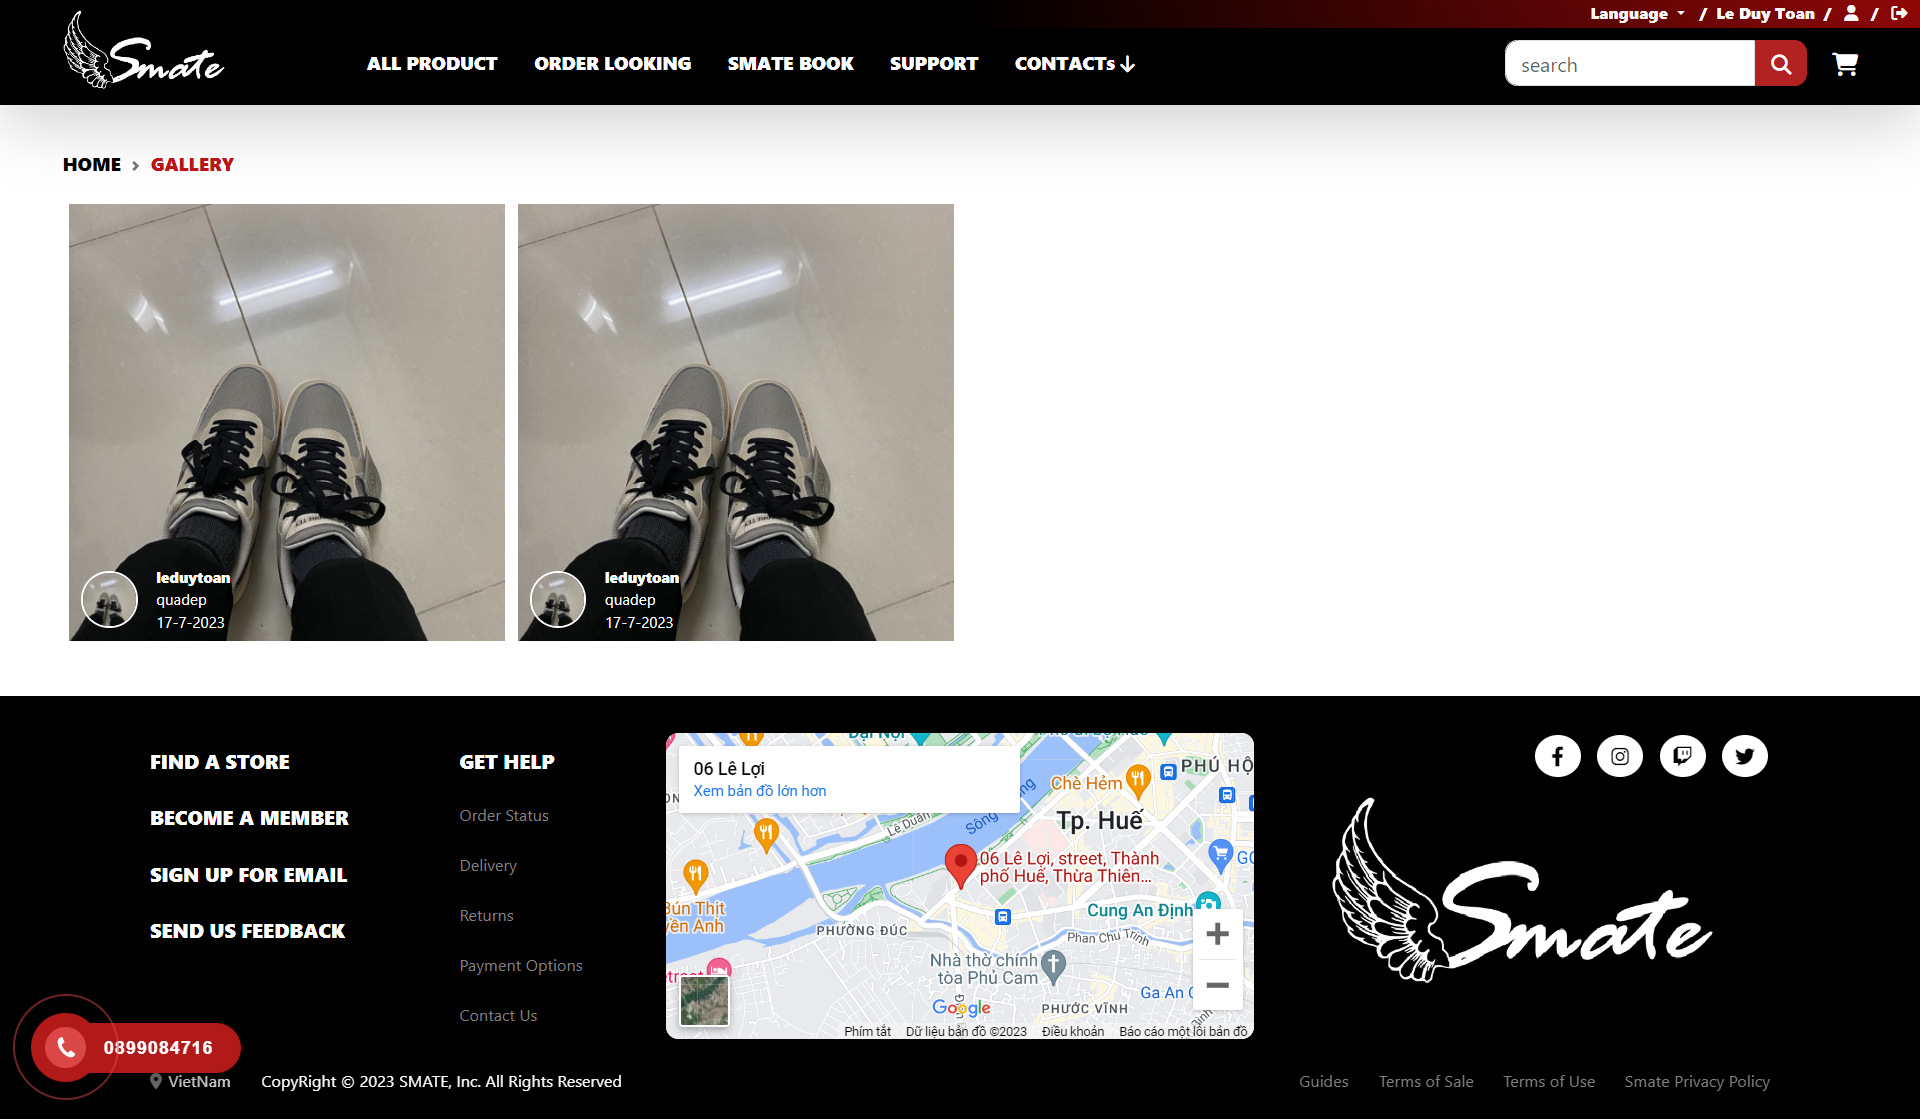 Language / Le Duy Toan / /
Smate
ALL PRODUCT ORDER LOOKING SMATE BOOK SUPPORT CONTACTs
search
HOME > GALLERY
leduytoan
quadep
17-7-2023
leduytoan
quadep
17-7-2023
FIND A STORE
BECOME A MEMBER
SIGN UP FOR EMAIL
SEND US FEEDBACK
GET HELP
Order Status
Delivery
Returns
Payment Options
Contact Us
06 Lê Lợi
Xem bản đồ lớn hơn
Đại Nội
PHÚ HỘ
Chè Hẻm
Lê Duẩn
Sông
Tp. Huế
06 Lê Lợi, street, Thành
phố Huế, Thừa Thiên...
GO
Cung An Định
Bún Thịt
yền Anh
PHƯỜNG ĐÚC
Phan Chu Trinh
Nhà thờ chính
tòa Phủ Cam
treet
Ga An C
Google
PHƯỚC VĨNH
Phím tắt Dữ liệu bản đồ ©2023 Điều khoản Báo cáo một lỗi bản đồ
Smate
0899084716
VietNam CopyRight © 2023 SMATE, Inc. All Rights Reserved
Guides Terms of Sale Terms of Use Smate Privacy Policy